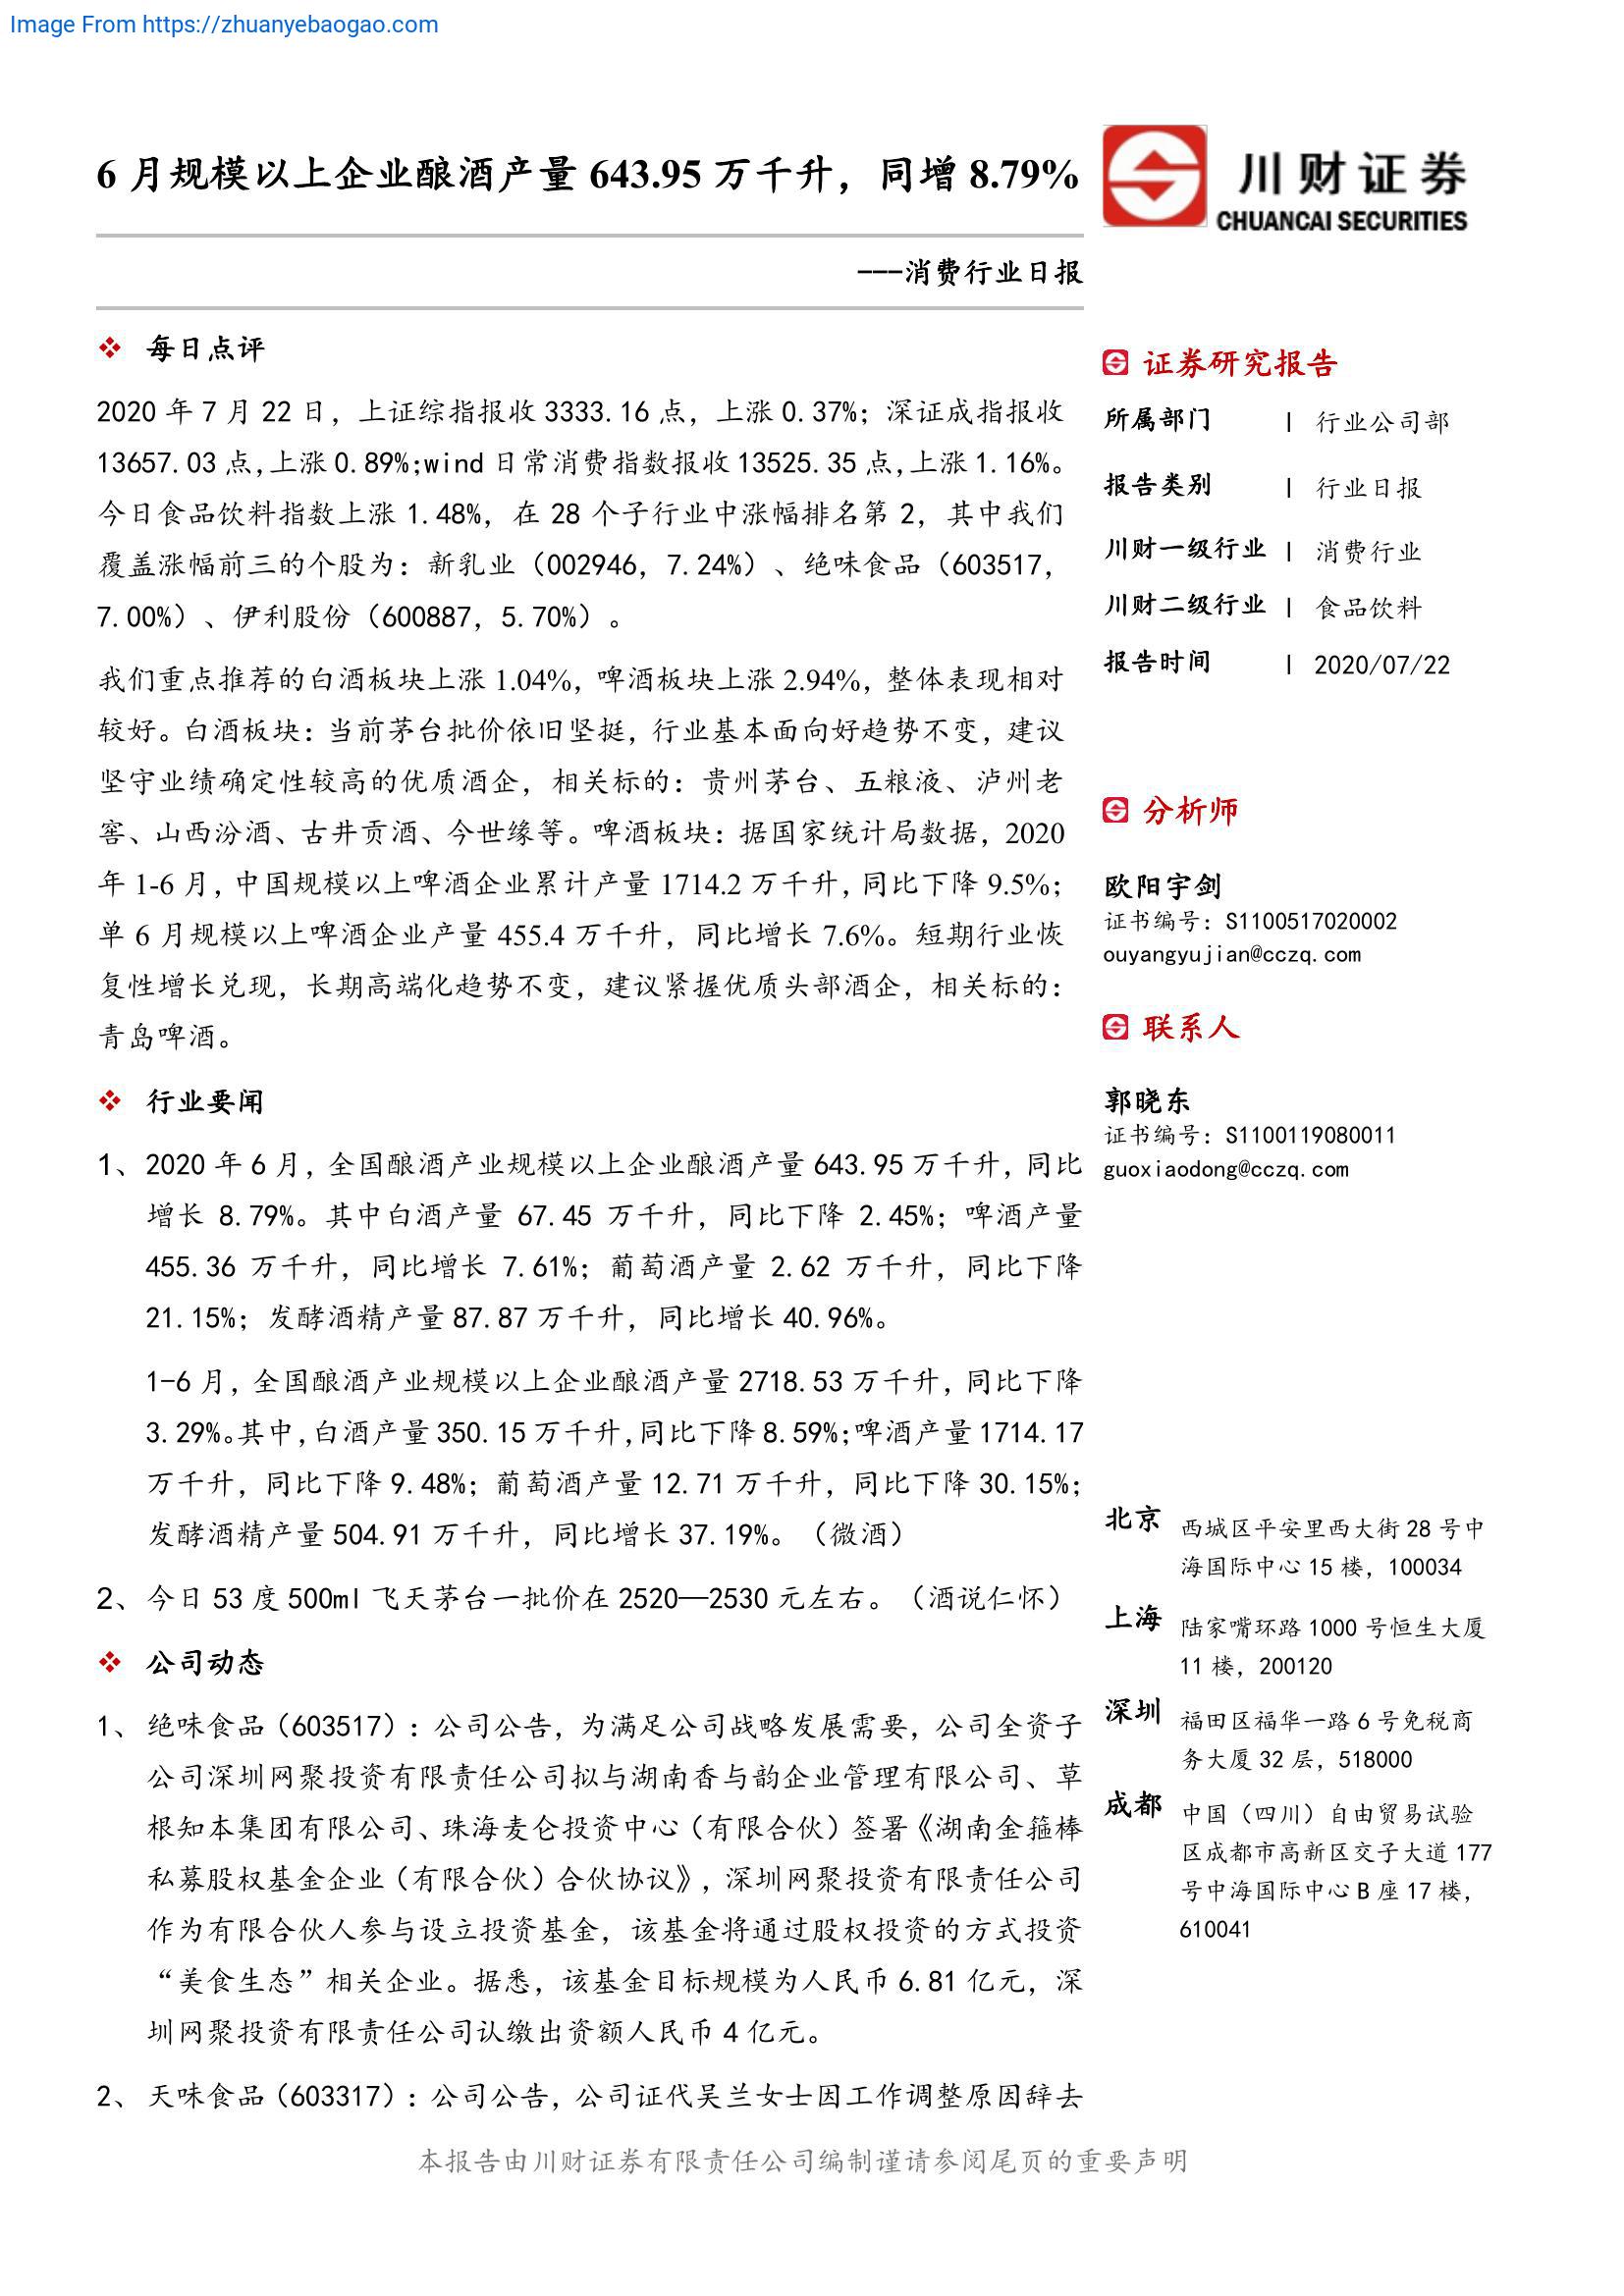 Image From https://zhuanyebaogao.com
6 月规模以上企业酿酒产量 643.95 万千升，同增 8.79%
川财证券
CHUANCAI SECURITIES
---消费行业日报
❖ 每日点评
2020 年 7 月 22 日，上证综指报收 3333.16 点，上涨 0.37%；深证成指报收
13657.03 点，上涨 0.89%；wind 日常消费指数报收 13525.35 点，上涨 1.16%。
今日食品饮料指数上涨 1.48%，在 28 个子行业中涨幅排名第 2，其中我们
覆盖涨幅前三的个股为：新乳业（002946，7.24%）、绝味食品（603517，
7.00%）、伊利股份（600887，5.70%）。
我们重点推荐的白酒板块上涨 1.04%，啤酒板块上涨 2.94%，整体表现相对
较好。白酒板块：当前茅台批价依旧坚挺，行业基本面向好趋势不变，建议
坚守业绩确定性较高的优质酒企，相关标的：贵州茅台、五粮液、泸州老
窖、山西汾酒、古井贡酒、今世缘等。啤酒板块：据国家统计局数据，2020
年 1-6 月，中国规模以上啤酒企业累计产量 1714.2 万千升，同比下降 9.5%；
单 6 月规模以上啤酒企业产量 455.4 万千升，同比增长 7.6%。短期行业恢
复性增长兑现，长期高端化趋势不变，建议紧握优质头部酒企，相关标的：
青岛啤酒。
❖ 行业要闻
1、 2020 年 6 月，全国酿酒产业规模以上企业酿酒产量 643.95 万千升，同比
增长 8.79%。其中白酒产量 67.45 万千升，同比下降 2.45%；啤酒产量
455.36 万千升，同比增长 7.61%；葡萄酒产量 2.62 万千升，同比下降
21.15%；发酵酒精产量 87.87 万千升，同比增长 40.96%。
1-6 月，全国酿酒产业规模以上企业酿酒产量 2718.53 万千升，同比下降
3.29%。其中，白酒产量 350.15 万千升，同比下降 8.59%；啤酒产量 1714.17
万千升，同比下降 9.48%；葡萄酒产量 12.71 万千升，同比下降 30.15%；
发酵酒精产量 504.91 万千升，同比增长 37.19%。（微酒）
2、 今日 53 度 500ml 飞天茅台一批价在 2520—2530 元左右。（酒说仁怀）
❖ 公司动态
1、 绝味食品（603517）：公司公告，为满足公司战略发展需要，公司全资子
公司深圳网聚投资有限责任公司拟与湖南香与韵企业管理有限公司、草
根知本集团有限公司、珠海麦仑投资中心（有限合伙）签署《湖南金箍棒
私募股权基金企业（有限合伙）合伙协议》，深圳网聚投资有限责任公司
作为有限合伙人参与设立投资基金，该基金将通过股权投资的方式投资
“美食生态”相关企业。据悉，该基金目标规模为人民币 6.81 亿元，深
圳网聚投资有限责任公司认缴出资额人民币 4 亿元。
2、 天味食品（603317）：公司公告，公司证代吴兰女士因工作调整原因辞去
证券研究报告
所属部门 | 行业公司部
报告类别 | 行业日报
川财一级行业 | 消费行业
川财二级行业 | 食品饮料
报告时间 | 2020/07/22
分析师
欧阳宇剑
证书编号：S1100517020002
ouyangyujian@cczq.com
联系人
郭晓东
证书编号：S1100119080011
guoxiaodong@cczq.com
北京 西城区平安里西大街 28 号中
海国际中心 15 楼，100034
上海 陆家嘴环路 1000 号恒生大厦
11 楼，200120
深圳 福田区福华一路 6 号免税商
务大厦 32 层，518000
成都 中国（四川）自由贸易试验
区成都市高新区交子大道 177
号中海国际中心 B 座 17 楼，
610041
本报告由川财证券有限责任公司编制谨请参阅尾页的重要声明